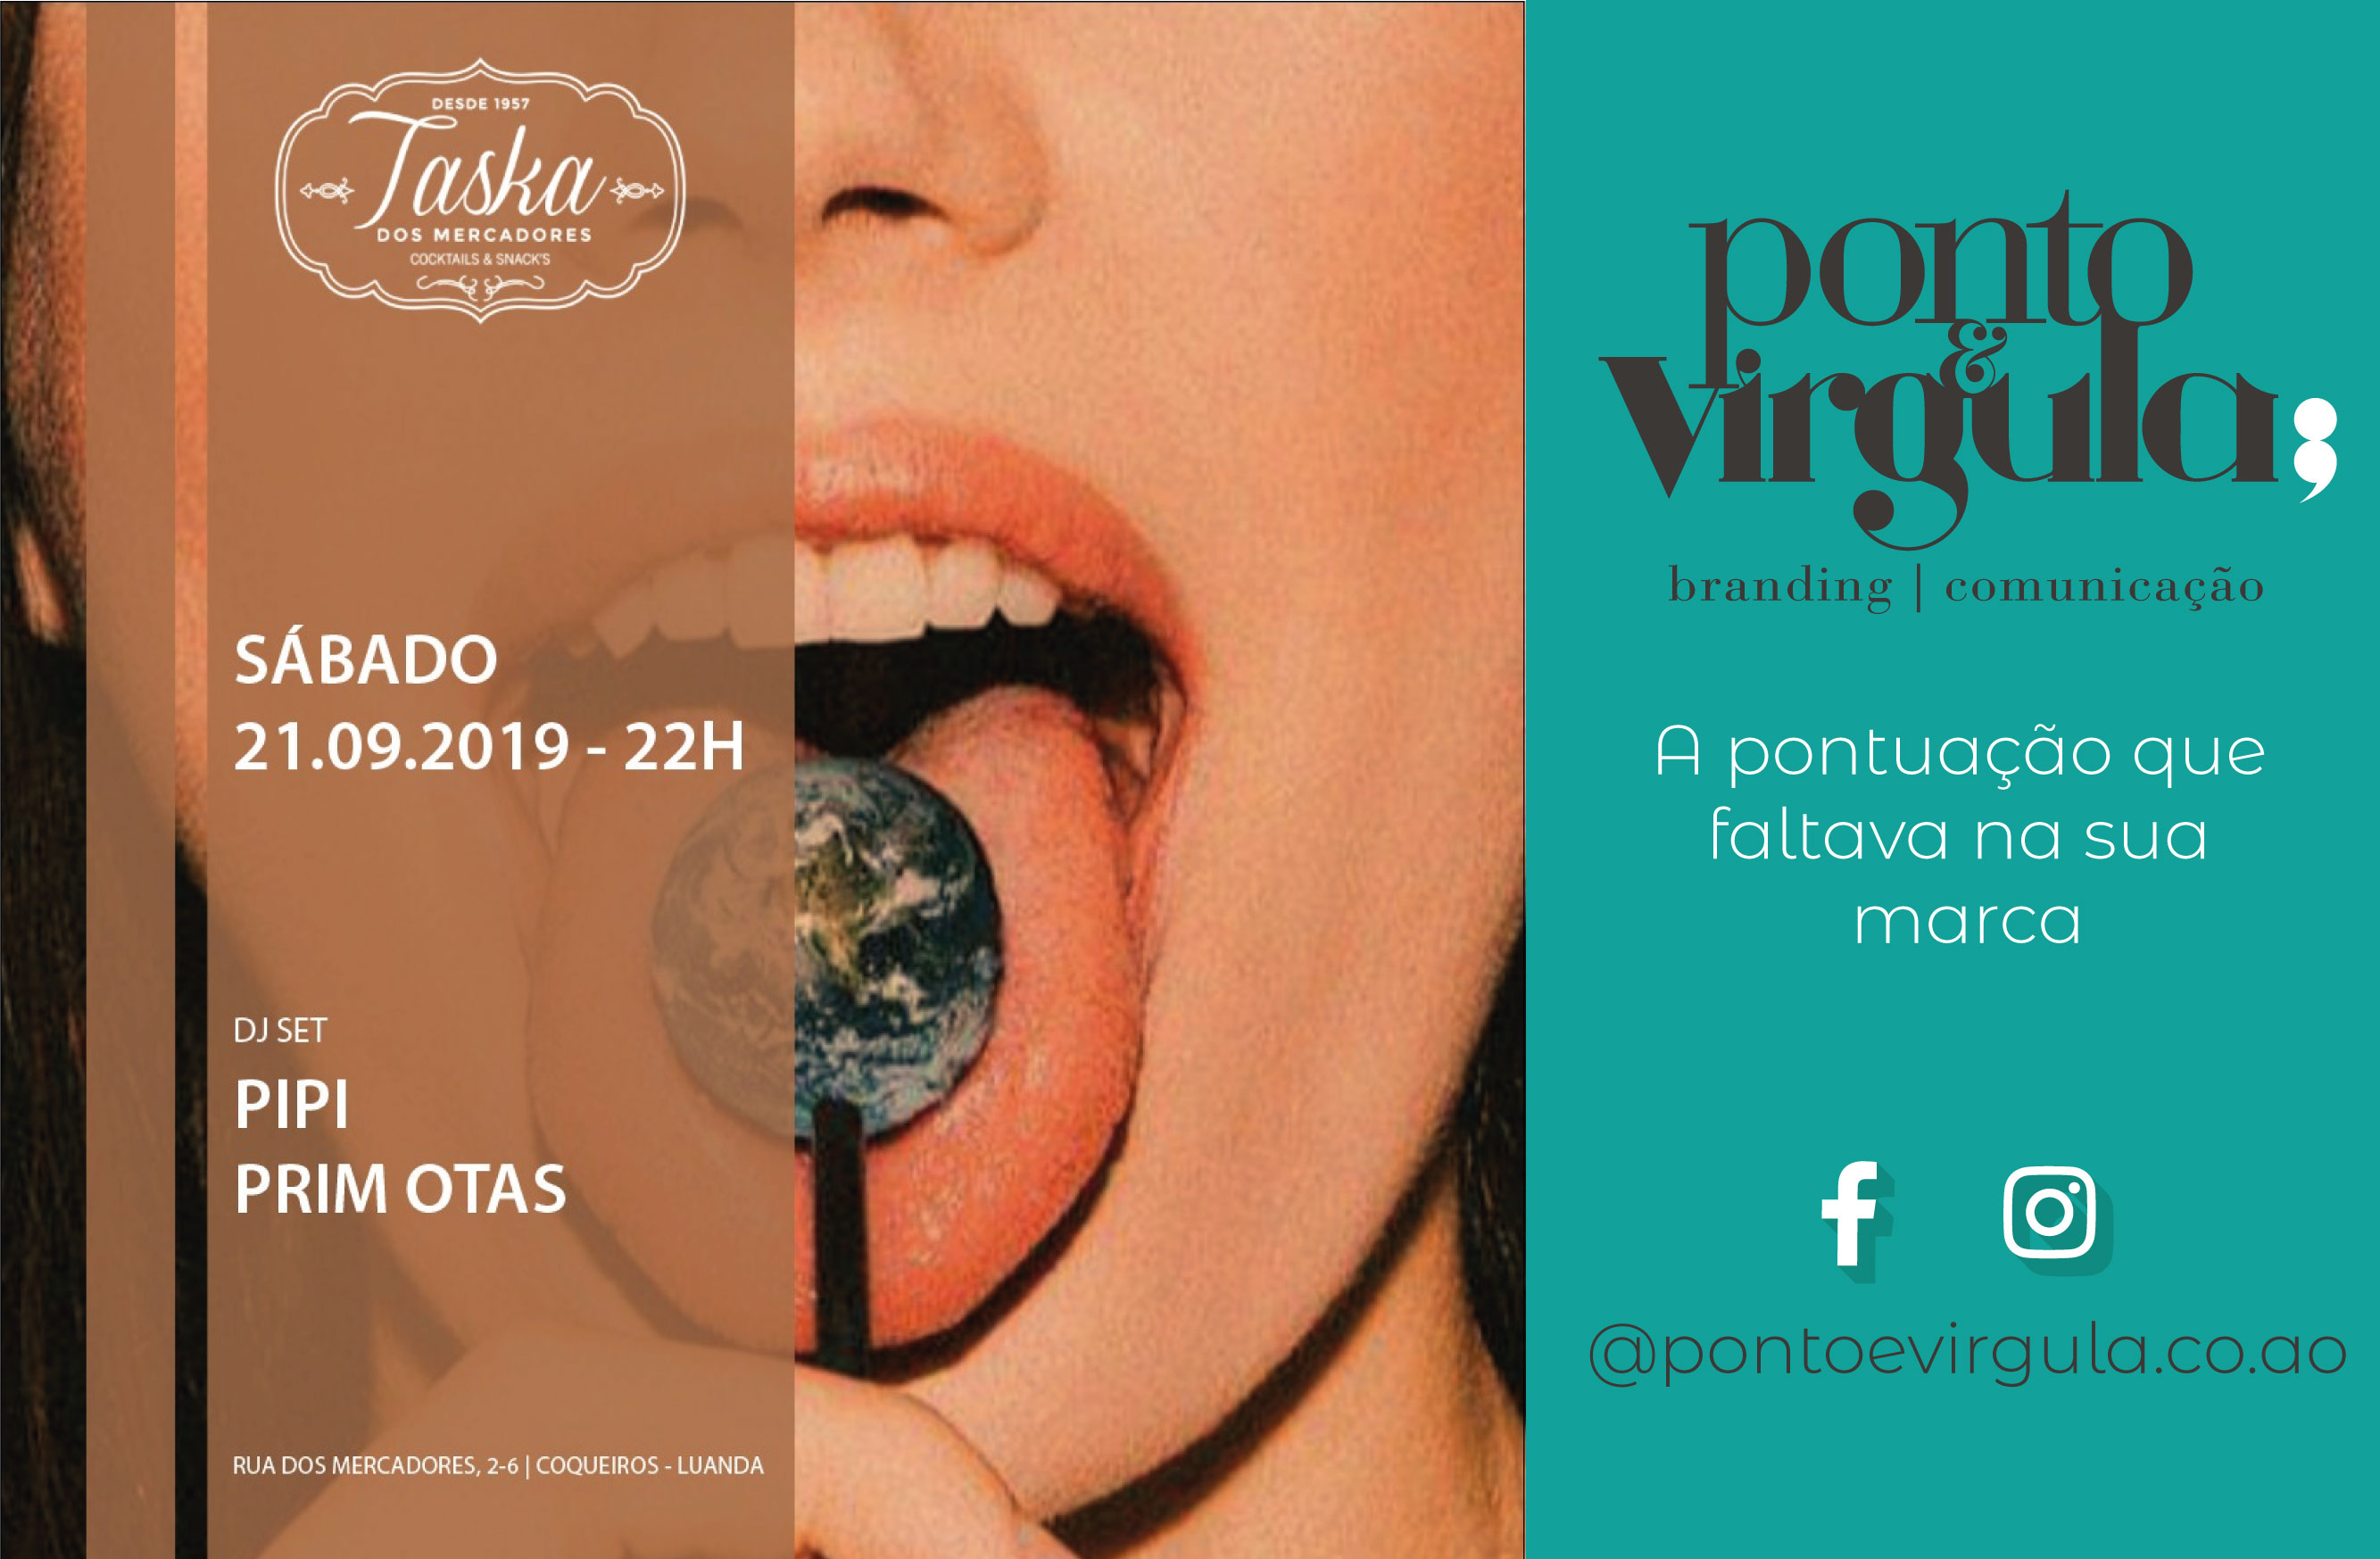 DESDE 1957
Taska
DOS MERCADORES
COCKTAILS & SNACK'S
SÁBADO
21.09.2019 - 22H
DJ SET
PIPI
PRIM OTAS
RUA DOS MERCADORES, 2-6 | COQUEIROS - LUANDA
ponto
&
virgula;
branding | comunicação
A pontuação que
faltava na sua
marca
@pontoevirgula.co.ao